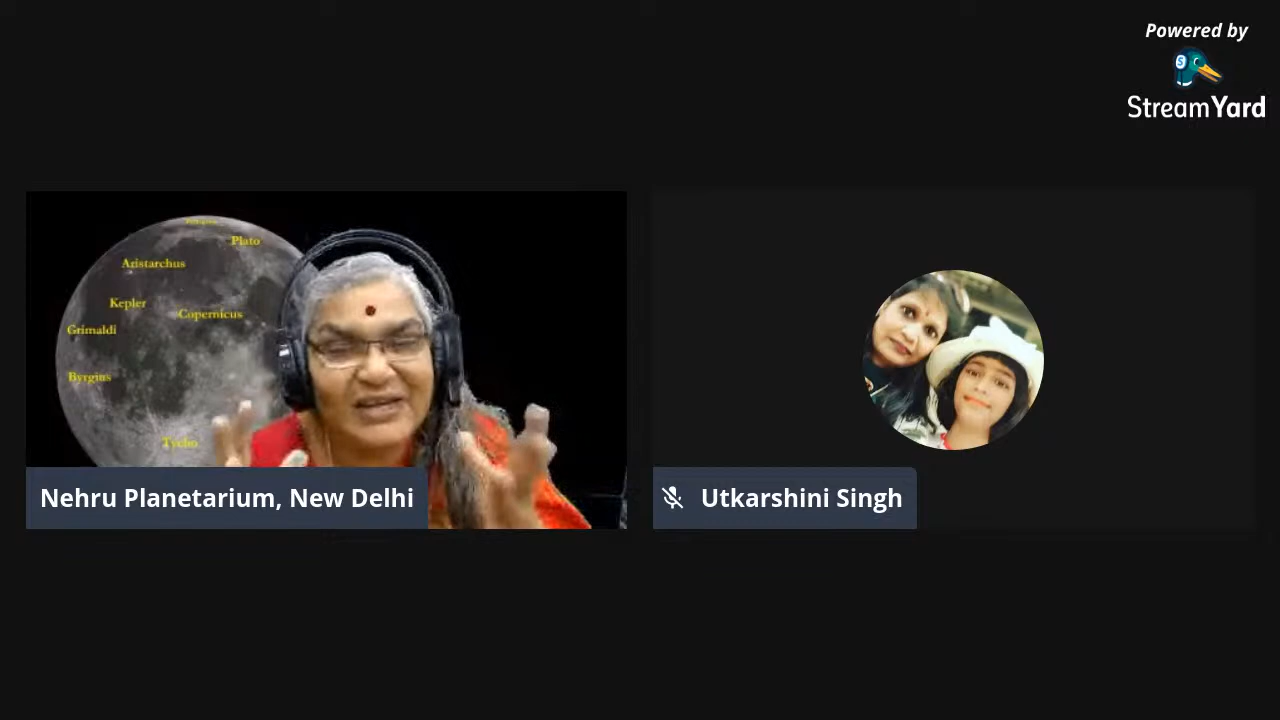 Powered by
StreamYard
Plato
Aristarchus
Kepler
Copernicus
Grimaldi
Byrgius
Tycho
Nehru Planetarium, New Delhi
Utkarshini Singh